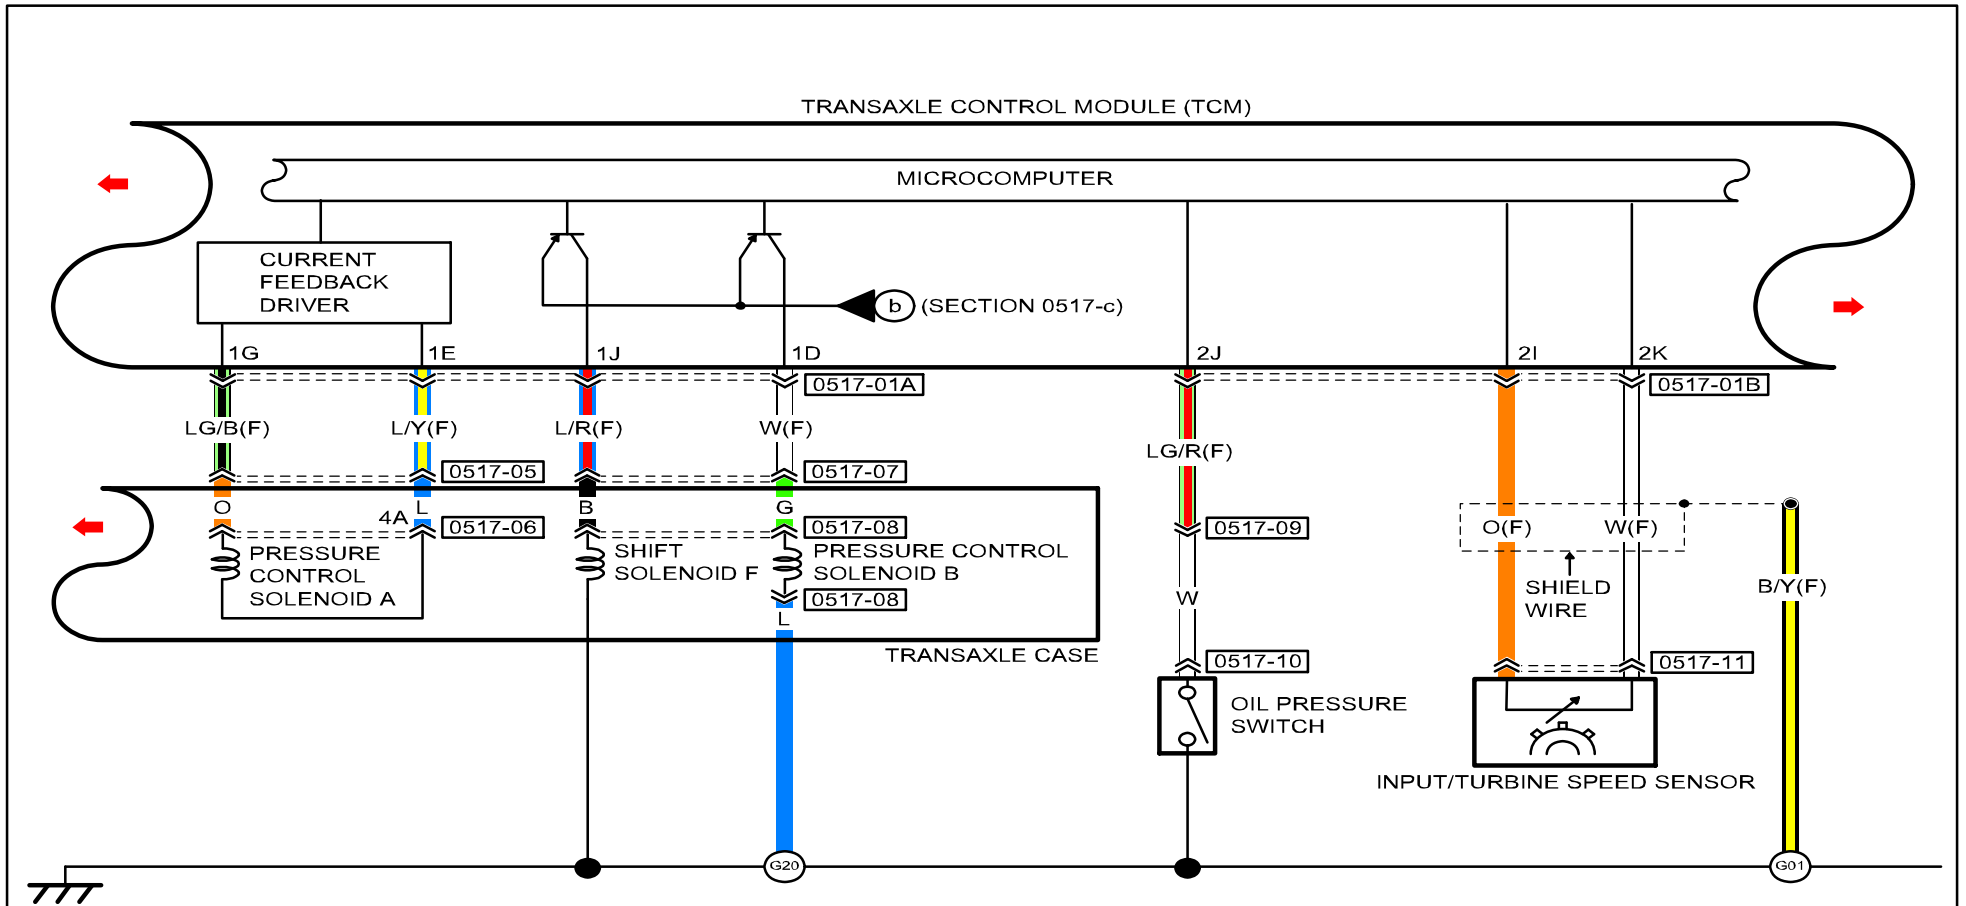 TRANSAXLE CONTROL MODULE (TCM)
MICROCOMPUTER
CURRENT
FEEDBACK
DRIVER
b (SECTION 0517-c)
1G 1E 1J 1D 2J 2I 2K
0517-01A 0517-01B
LG/B(F) L/Y(F) L/R(F) W(F)
LG/R(F)
0517-05 0517-07
O L B G
4A
0517-06 0517-08 0517-09
O(F) W(F)
PRESSURE
CONTROL
SOLENOID A
SHIFT
SOLENOID F
PRESSURE CONTROL
SOLENOID B
0517-08
L
W
SHIELD
WIRE
B/Y(F)
TRANSAXLE CASE
0517-10 0517-11
OIL PRESSURE
SWITCH
INPUT/TURBINE SPEED SENSOR
G20 G01